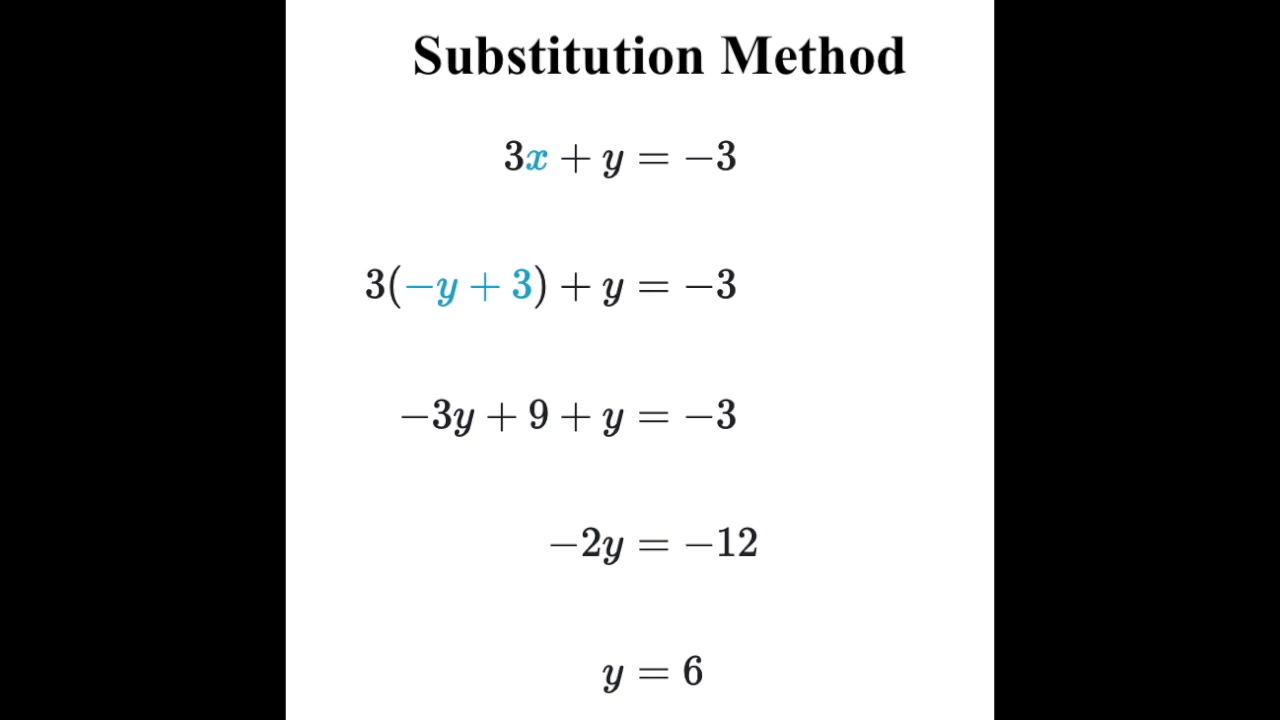 Substitution Method
3x + y = −3
3(−y + 3) + y = −3
−3y + 9 + y = −3
−2y = −12
y = 6